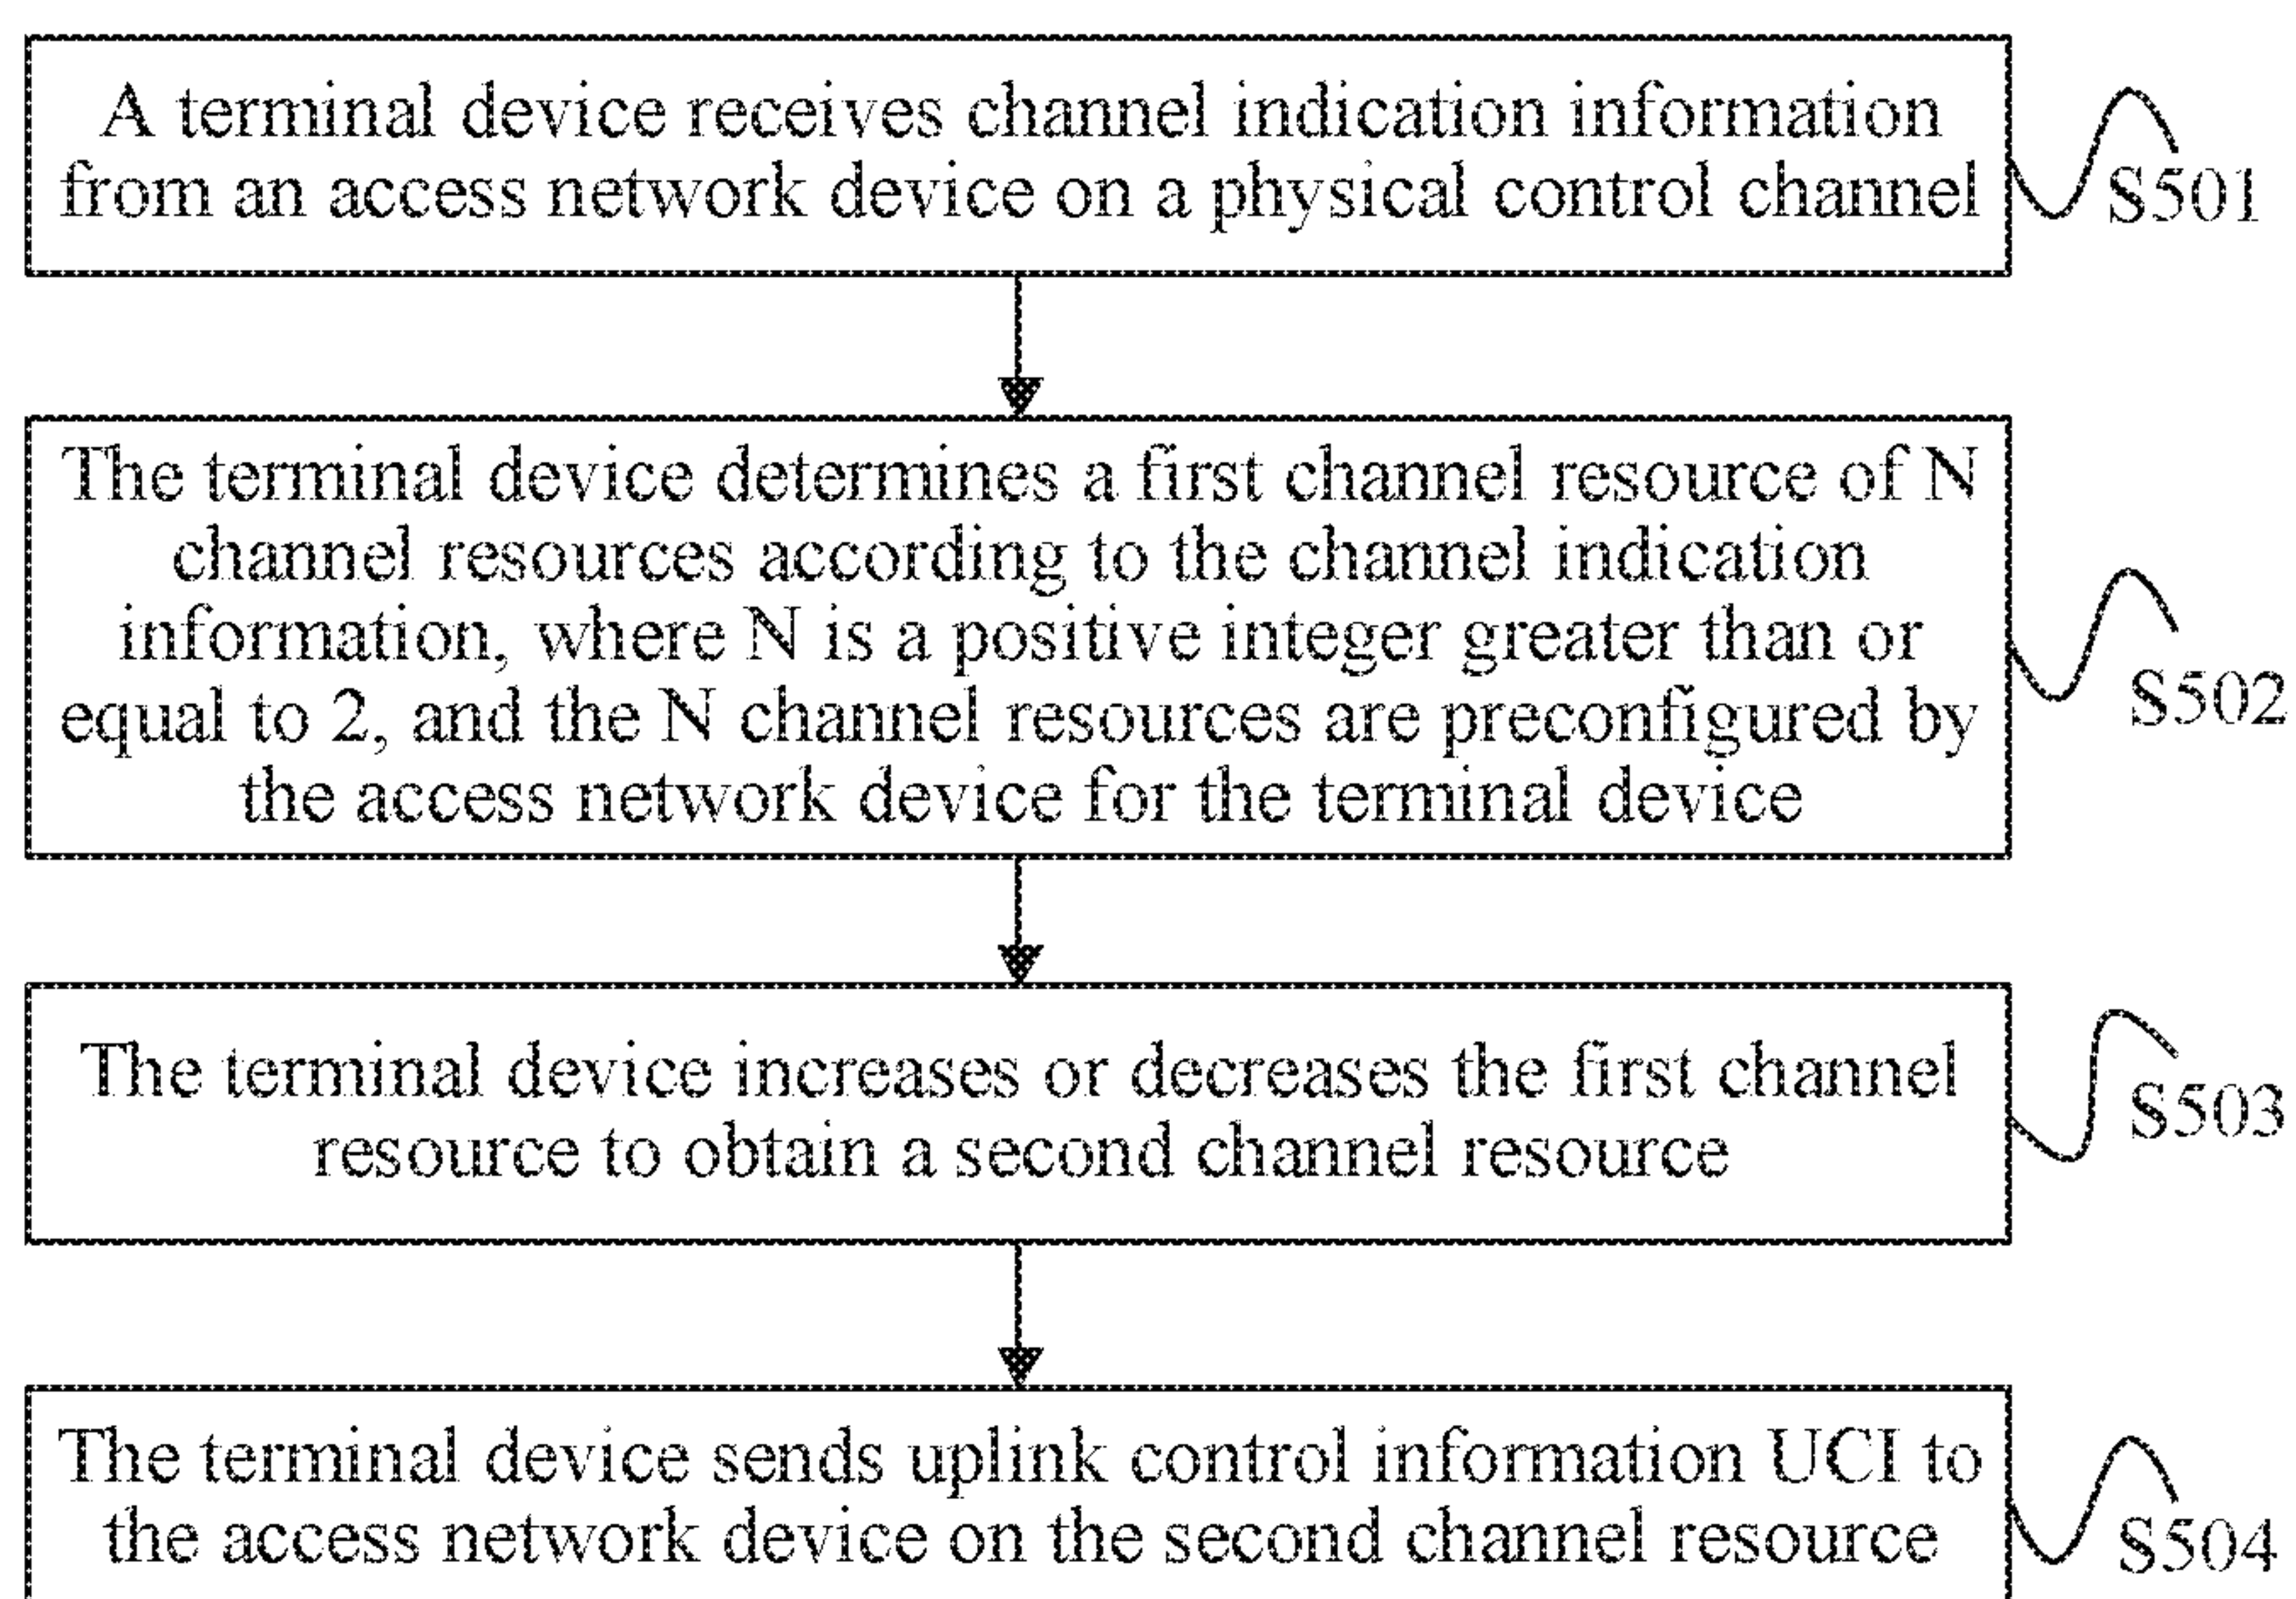 A terminal device receives channel indication information
from an access network device on a physical control channel
S501
The terminal device determines a first channel resource of N
channel resources according to the channel indication
information, where N is a positive integer greater than or
equal to 2, and the N channel resources are preconfigured by
the access network device for the terminal device
S502
The terminal device increases or decreases the first channel
resource to obtain a second channel resource
S503
The terminal device sends uplink control information UCI to
the access network device on the second channel resource
S504